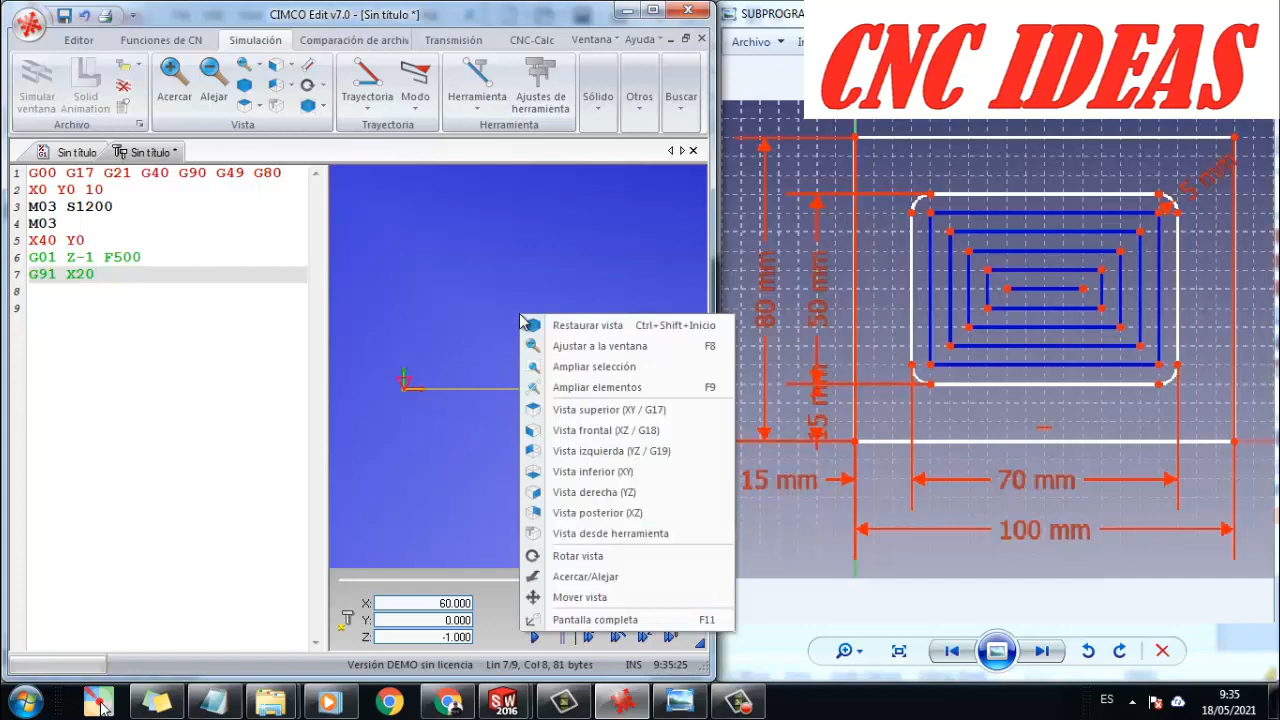 CIMCO Edit v7.0 - [Sin título *]
SUBPROGRA
CNC IDEAS
Editor
Funciones de CN
Simulación
Comparación de archiv
Transmisión
CNC-Calc
Ventana
Ayuda
Archivo
Simular ventana
Solid Animation
Acercar
Alejar
Trayectoria
Modo
Herramienta
Ajustes de herramienta
Sólido
Otros
Buscar
Archivo
Vista
Trayectoria
Herramienta
Sin título
Sin título *
1 G00 G17 G21 G40 G90 G49 G80
2 X0 Y0 10
3 M03 S1200
4 M03
5 X40 Y0
6 G01 Z-1 F500
7 G91 X20
8
9
Restaurar vista Ctrl+Shift+Inicio
Ajustar a la ventana F8
Ampliar selección
Ampliar elementos F9
Vista superior (XY / G17)
Vista frontal (XZ / G18)
Vista izquierda (YZ / G19)
Vista inferior (XY)
Vista derecha (YZ)
Vista posterior (XZ)
Vista desde herramienta
Rotar vista
Acercar/Alejar
Mover vista
Pantalla completa F11
X: 60.000
Y: 0.000
Z: -1.000
5 mm
80 mm
50 mm
15 mm
15 mm
70 mm
100 mm
Versión DEMO sin licencia
Lin 7/9, Col 8, 81 bytes
INS
9:35:25
SW
2016
ES
9:35
18/05/2021